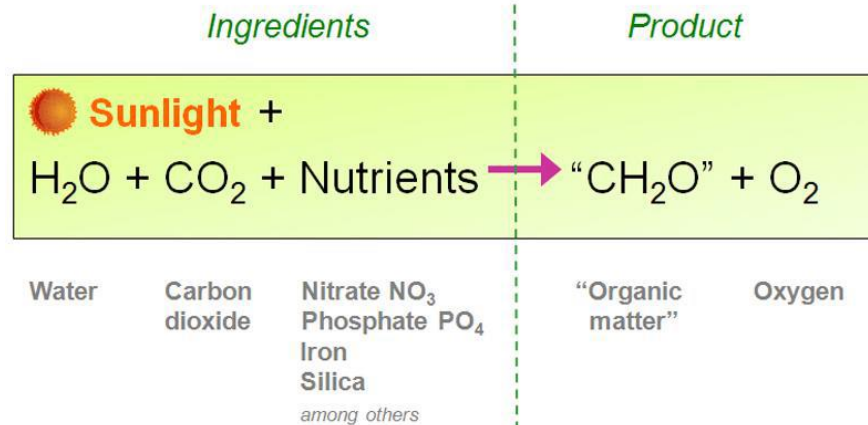 Ingredients Product
Sunlight +
H₂O + CO₂ + Nutrients → “CH₂O” + O₂
Water Carbon dioxide Nitrate NO₃ “Organic matter” Oxygen
Phosphate PO₄
Iron
Silica
among others